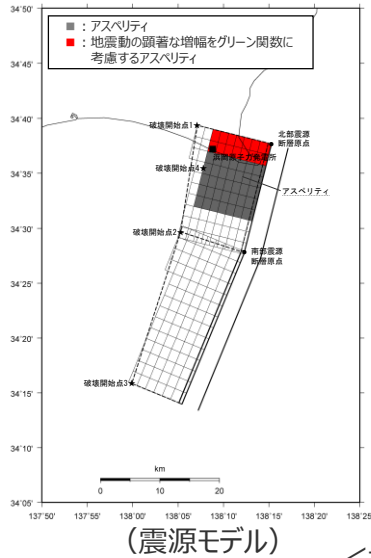 ■：アスペリティ
■：地震動の顕著な増幅をグリーン関数に
考慮するアスペリティ
34˚50'
34˚45'
34˚40'
34˚35'
34˚30'
34˚25'
34˚20'
34˚15'
34˚10'
34˚05'
137˚50'
137˚55'
138˚00'
138˚05'
138˚10'
138˚15'
138˚20'
138˚25'
破壊開始点1★
北部震源
断層原点
浜岡原子力発電所
破壊開始点4★
アスペリティ
破壊開始点2★
南部震源
断層原点
破壊開始点3★
km
0 10 20
（震源モデル）